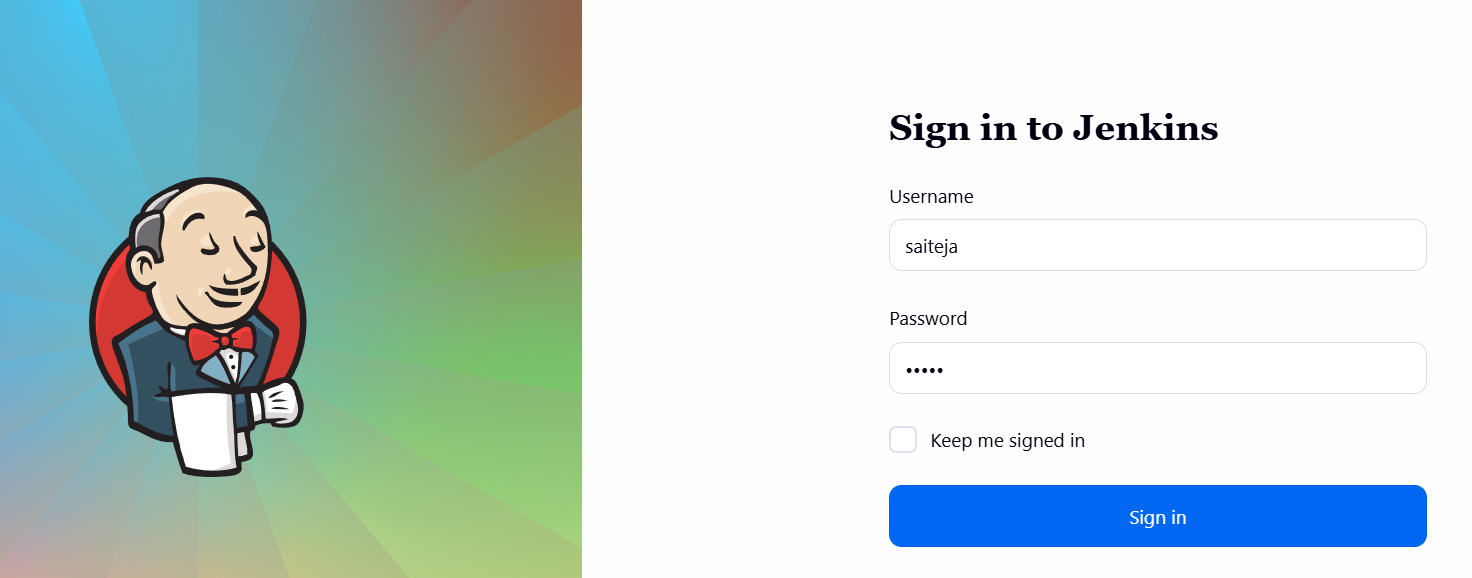 Sign in to Jenkins
Username
saiteja
Password
•••••
Keep me signed in
Sign in